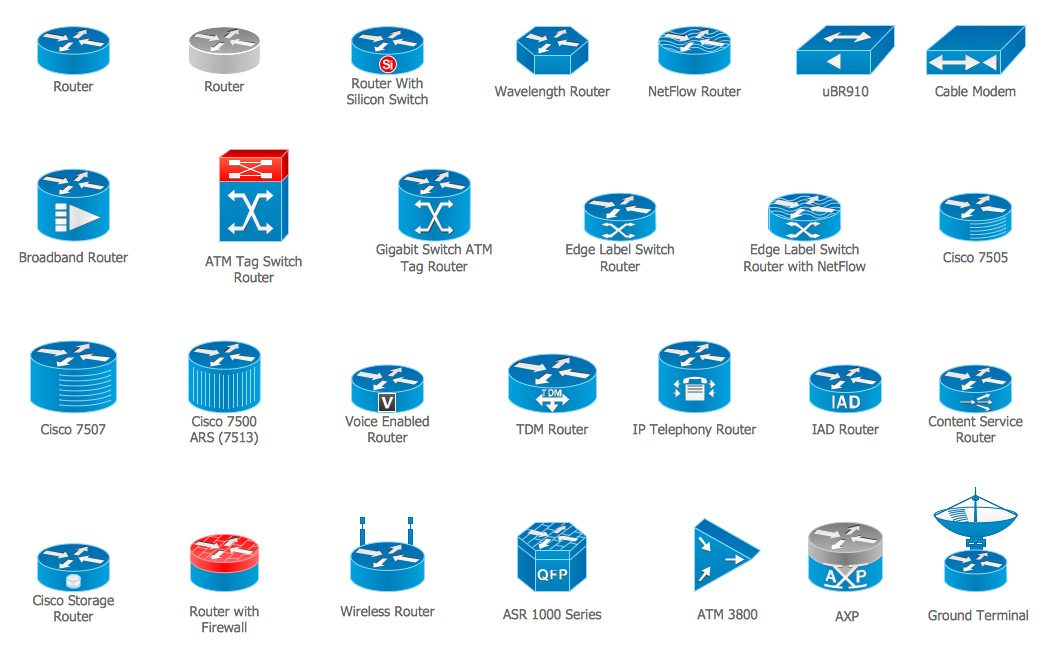 Router
Router
Si
Router With
Silicon Switch
Wavelength Router
NetFlow Router
uBR910
Cable Modem
Broadband Router
ATM Tag Switch
Router
Gigabit Switch ATM
Tag Router
Edge Label Switch
Router
Edge Label Switch
Router with NetFlow
Cisco 7505
Cisco 7507
Cisco 7500
ARS (7513)
V
Voice Enabled
Router
TDM
TDM Router
IP Telephony Router
IAD
IAD Router
Content Service
Router
Cisco Storage
Router
Router with
Firewall
Wireless Router
QFP
ASR 1000 Series
ATM 3800
AXP
AXP
Ground Terminal